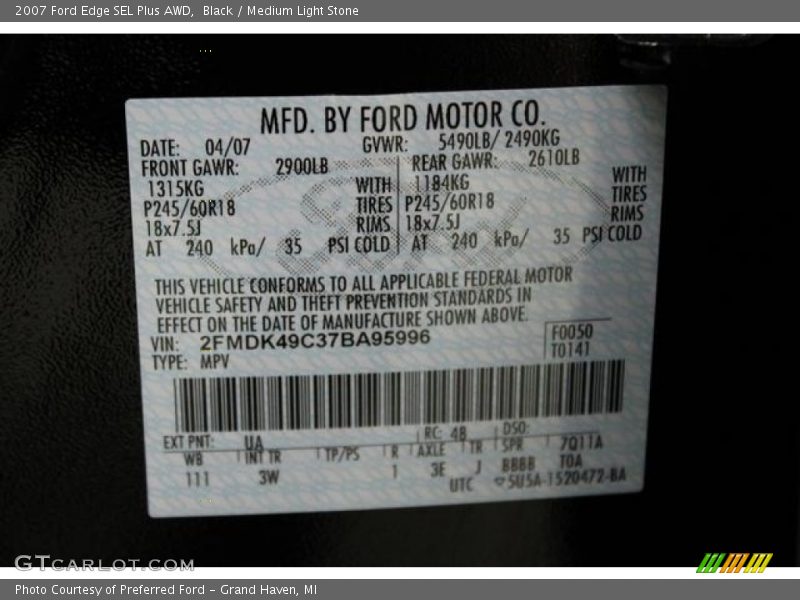 2007 Ford Edge SEL Plus AWD, Black / Medium Light Stone
MFD. BY FORD MOTOR CO.
DATE: 04/07 GVWR: 5490LB/ 2490KG
FRONT GAWR: 2900LB REAR GAWR: 2610LB
1315KG WITH 1184KG WITH
P245/60R18 TIRES P245/60R18 TIRES
18x7.5J RIMS 18x7.5J RIMS
AT 240 kPa/ 35 PSI COLD AT 240 kPa/ 35 PSI COLD
THIS VEHICLE CONFORMS TO ALL APPLICABLE FEDERAL MOTOR
VEHICLE SAFETY AND THEFT PREVENTION STANDARDS IN
EFFECT ON THE DATE OF MANUFACTURE SHOWN ABOVE.
VIN: 2FMDK49C37BA95996 F0050
TYPE: MPV T0141
EXT PNT: UA RC: 4B DSO:
WB INT TR TP/PS R AXLE TR SPR 7Q11A
111 3W 1 3E J BBBB TOA
UTC 5U5A-1520472-BA
GTCARLOT.COM
Photo Courtesy of Preferred Ford – Grand Haven, MI